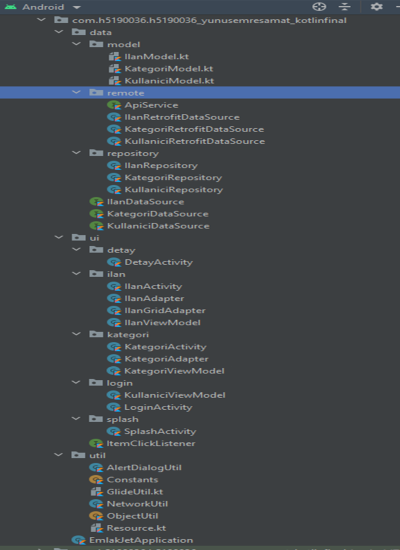 Android
com.h5190036.h5190036_yunusemresamat_kotlinfinal
data
model
IlanModel.kt
KategoriModel.kt
KullaniciModel.kt
remote
ApiService
IlanRetrofitDataSource
KategoriRetrofitDataSource
KullaniciRetrofitDataSource
repository
IlanRepository
KategoriRepository
KullaniciRepository
IlanDataSource
KategoriDataSource
KullaniciDataSource
ui
detay
DetayActivity
ilan
IlanActivity
IlanAdapter
IlanGridAdapter
IlanViewModel
kategori
KategoriActivity
KategoriAdapter
KategoriViewModel
login
KullaniciViewModel
LoginActivity
splash
SplashActivity
ItemClickListener
util
AlertDialogUtil
Constants
GlideUtil.kt
NetworkUtil
ObjectUtil
Resource.kt
EmlakJetApplication